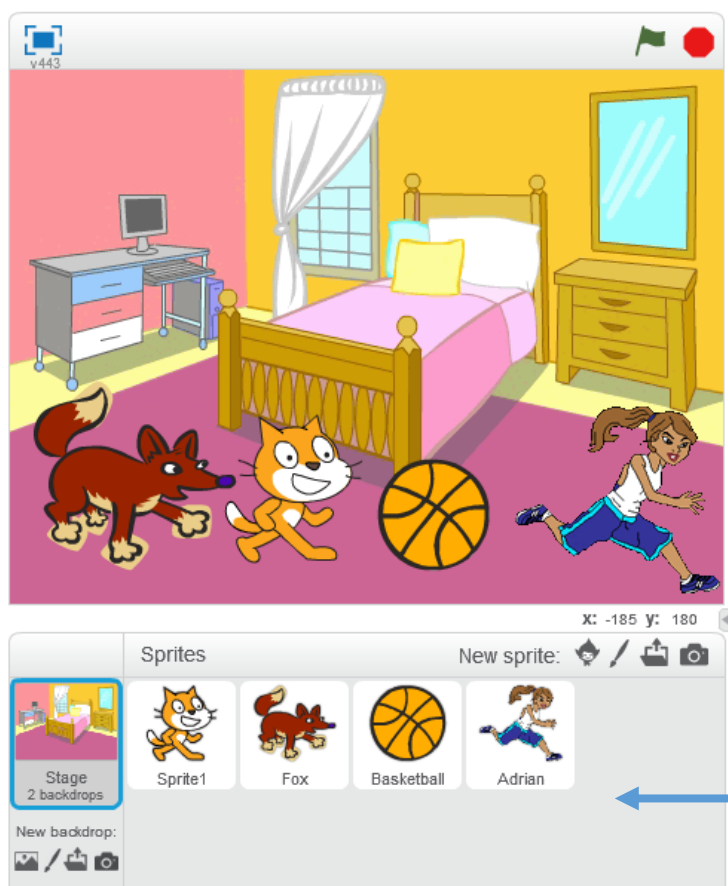 v443
X: -185 y: 180
Sprites
New sprite:
Sprite1
Fox
Basketball
Adrian
Stage
2 backdrops
New backdrop: